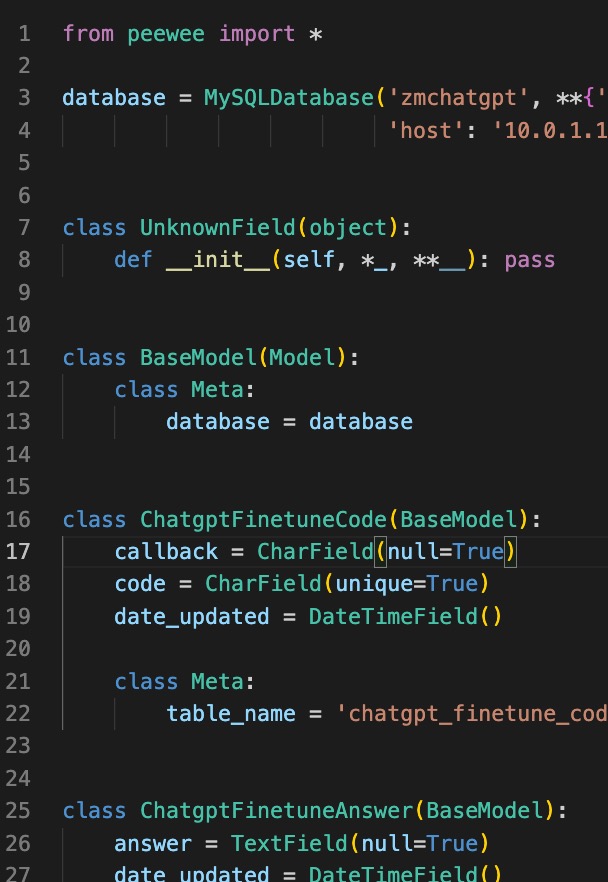 1 from peewee import *
2
3 database = MySQLDatabase('zmchatgpt', **{'
4 'host': '10.0.1.1
5
6
7 class UnknownField(object):
8 def __init__(self, *_, **__): pass
9
10
11 class BaseModel(Model):
12 class Meta:
13 database = database
14
15
16 class ChatgptFinetuneCode(BaseModel):
17 callback = CharField(null=True)
18 code = CharField(unique=True)
19 date_updated = DateTimeField()
20
21 class Meta:
22 table_name = 'chatgpt_finetune_cod
23
24
25 class ChatgptFinetuneAnswer(BaseModel):
26 answer = TextField(null=True)
27 date_updated = DateTimeField()